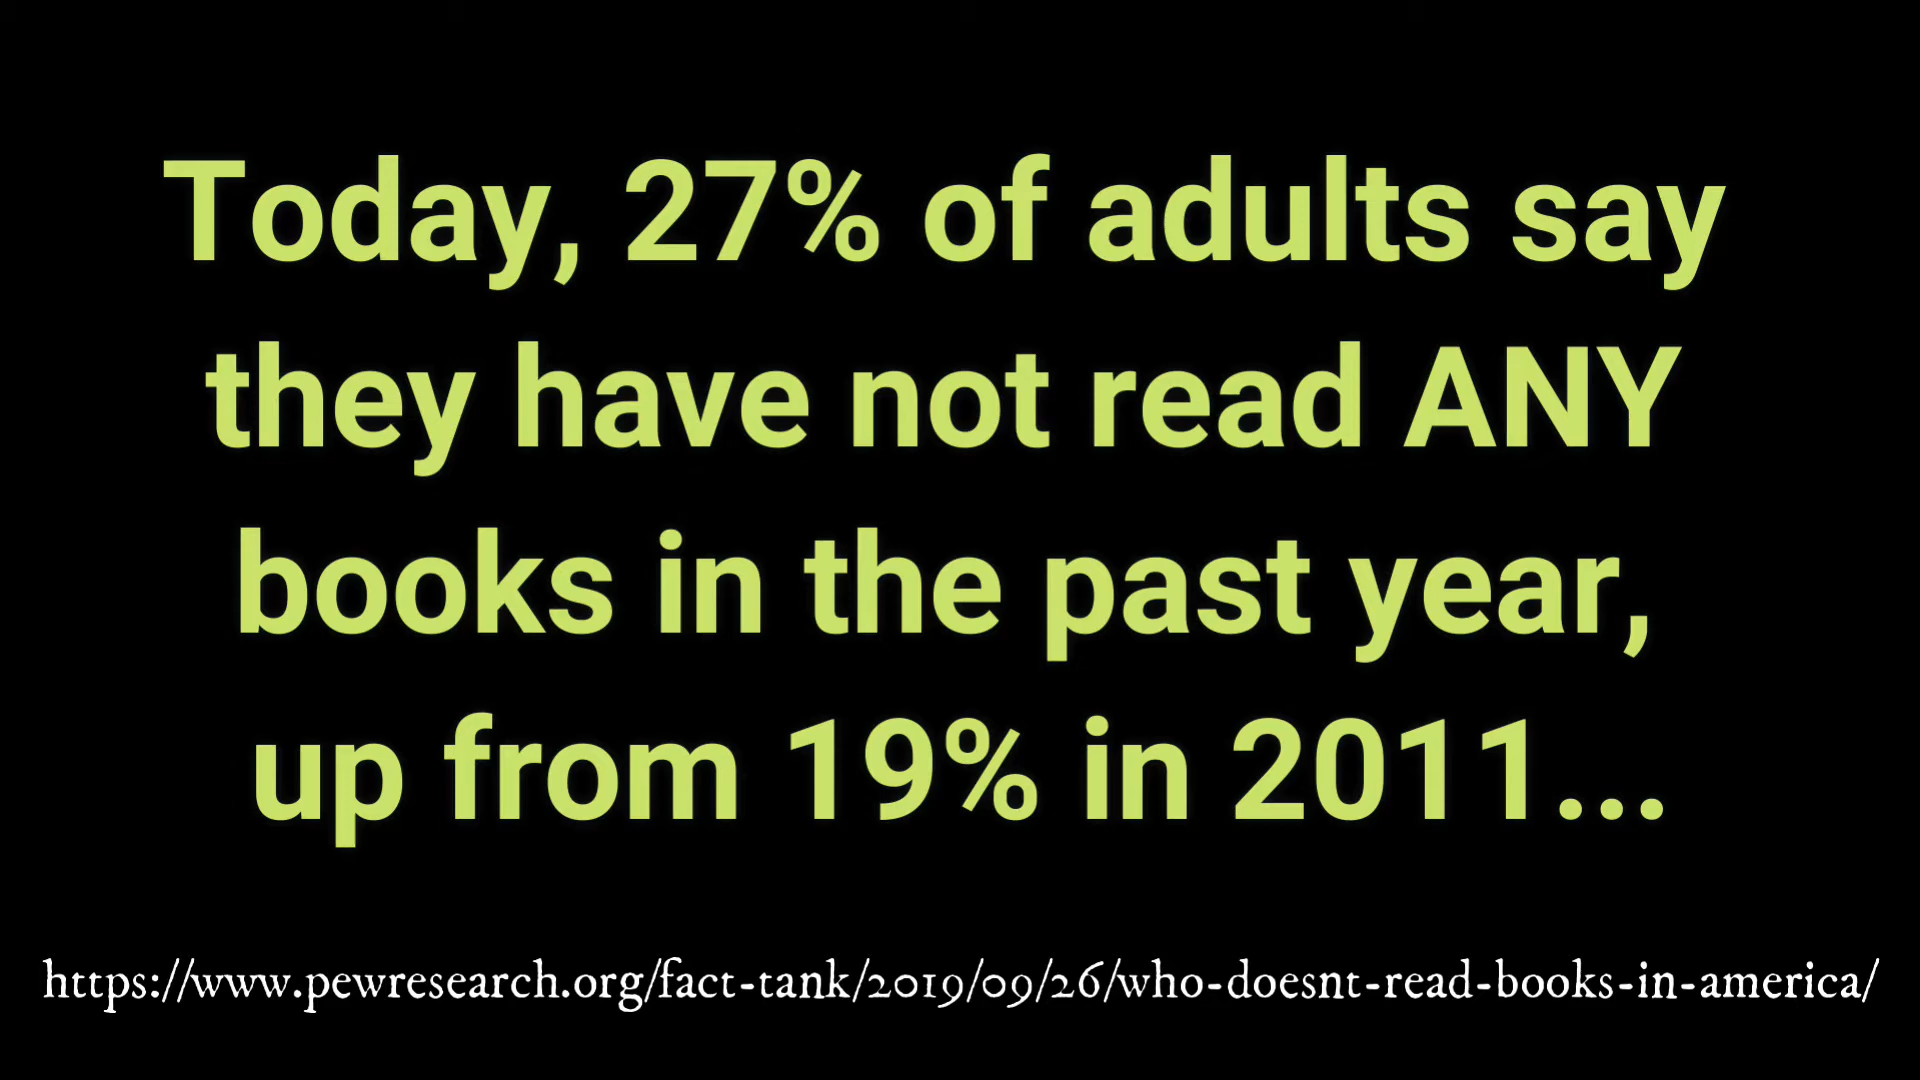 Today, 27% of adults say
they have not read ANY
books in the past year,
up from 19% in 2011...
https://www.pewresearch.org/fact-tank/2019/09/26/who-doesnt-read-books-in-america/